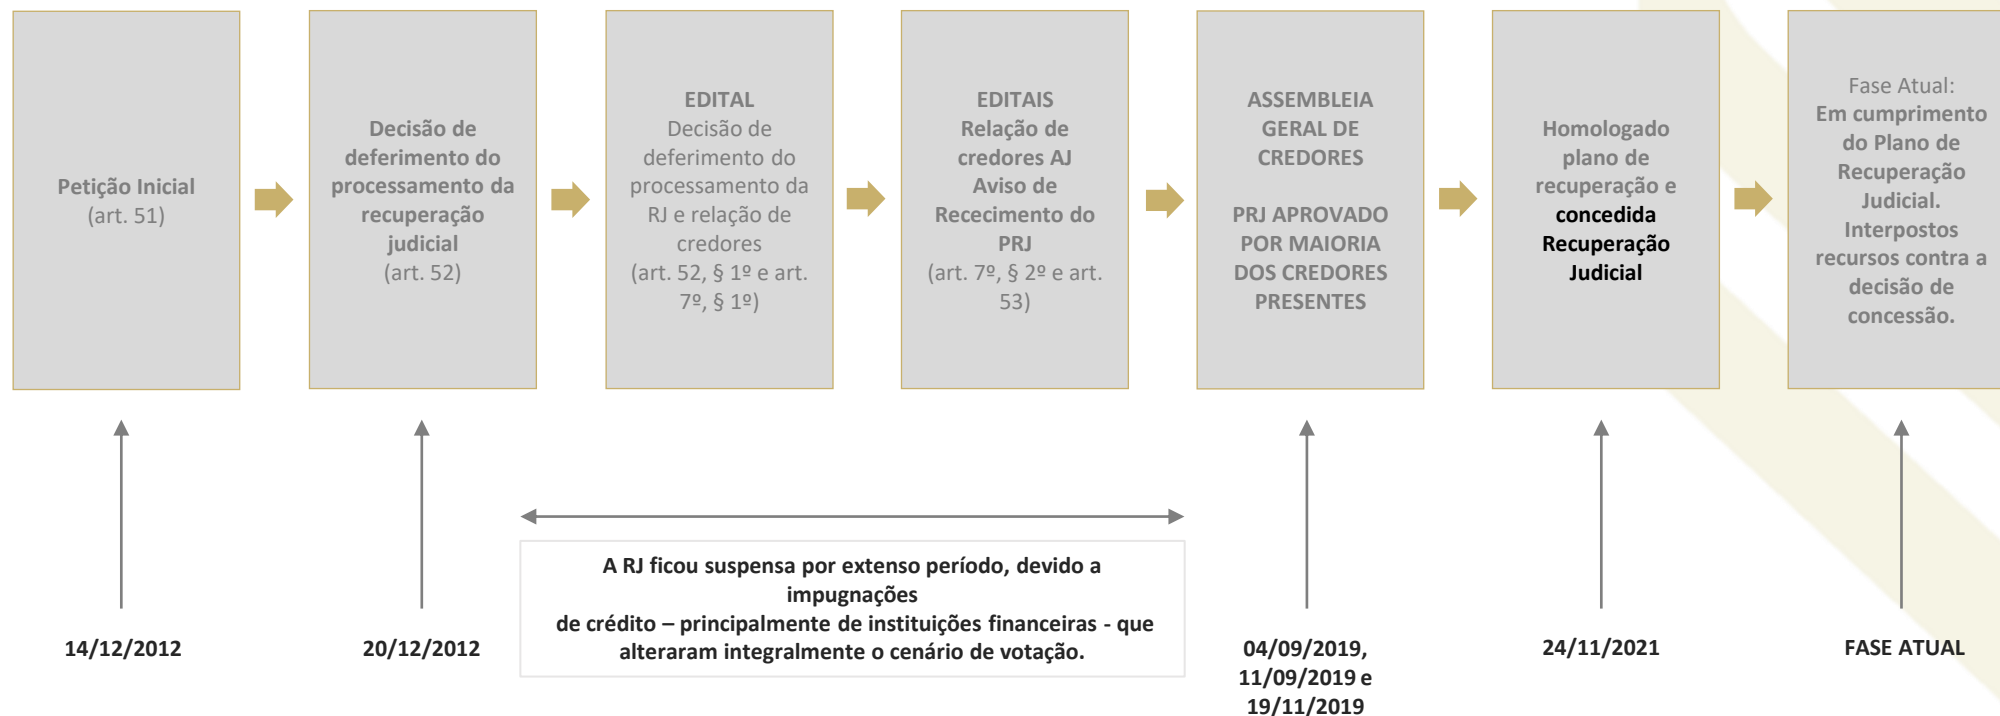 Petição Inicial
(art. 51)
Decisão de
deferimento do
processamento da
recuperação
judicial
(art. 52)
EDITAL
Decisão de
deferimento do
processamento da
RJ e relação de
credores
(art. 52, § 1º e art.
7º, § 1º)
EDITAIS
Relação de
credores AJ
Aviso de
Rececimento do
PRJ
(art. 7º, § 2º e art.
53)
ASSEMBLEIA
GERAL DE
CREDORES
PRJ APROVADO
POR MAIORIA
DOS CREDORES
PRESENTES
Homologado
plano de
recuperação e
concedida
Recuperação
Judicial
Fase Atual:
Em cumprimento
do Plano de
Recuperação
Judicial.
Interpostos
recursos contra a
decisão de
concessão.
A RJ ficou suspensa por extenso período, devido a
impugnações
de crédito – principalmente de instituições financeiras - que
alteraram integralmente o cenário de votação.
14/12/2012
20/12/2012
04/09/2019,
11/09/2019 e
19/11/2019
24/11/2021
FASE ATUAL